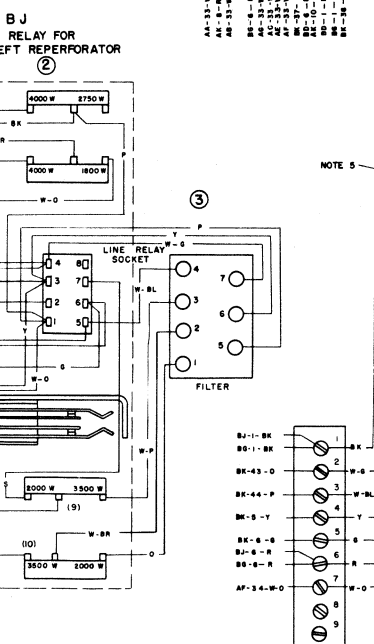 BJ
RELAY FOR
EFT REPERFORATOR
2
4000 W 2750 W
BK
R
P
4000 W 1800 W
W-O
NOTE 5
3
P
Y
W-G
LINE RELAY
SOCKET
4 8
3 7
2 6
1 5
W-BL
4
7
3
6
2
5
1
Y
G
W-O
FILTER
W-P
S
2000 W 3500 W
(9)
W-BR
(10)
O
3500 W 2000 W
BJ-1-BK
BG-1-BK
1
BK
BK-43-O
2
W-G
BK-44-P
3
W-BL
BK-5-Y
4
Y
BK-6-G
5
G
BJ-6-R
BG-6-R
6
R
AF-34-W-O
7
W-O
8
9